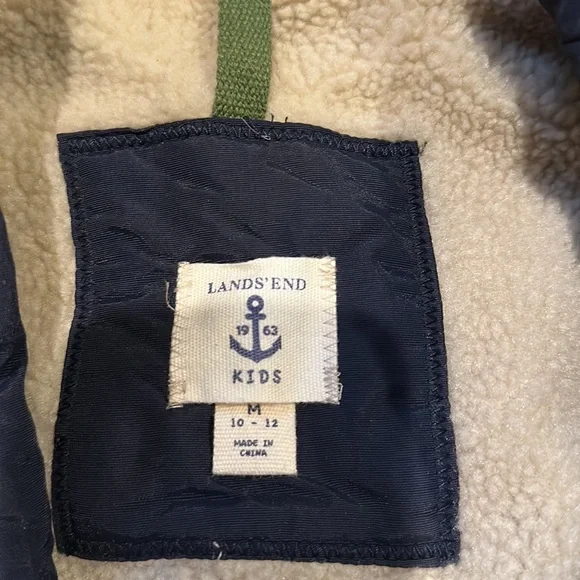 LANDS' END
19 63
KIDS
M
10 - 12
MADE IN
CHINA